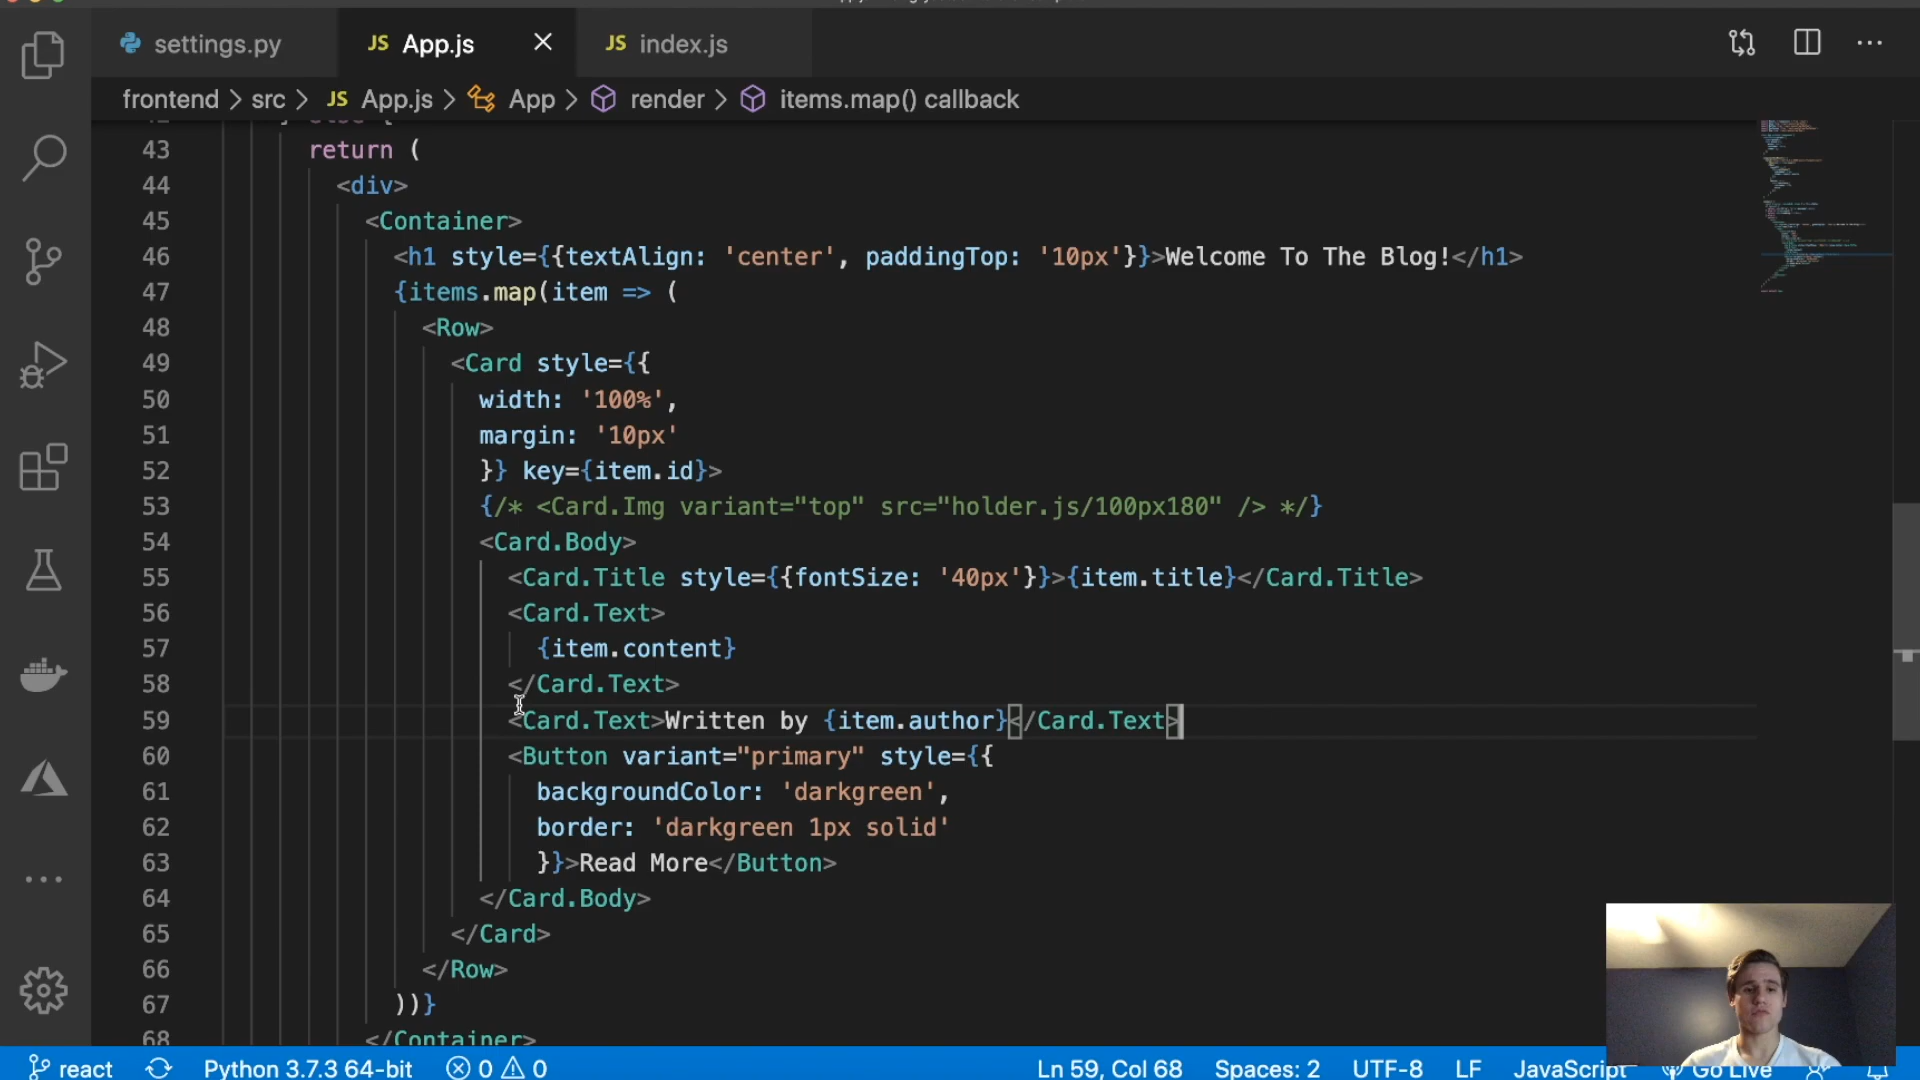 settings.py
JS App.js
JS index.js
frontend > src > JS App.js > App > render > items.map() callback
43 return (
44 <div>
45 <Container>
46 <h1 style={{textAlign: 'center', paddingTop: '10px'}}>Welcome To The Blog!</h1>
47 {items.map(item => (
48 <Row>
49 <Card style={{
50 width: '100%',
51 margin: '10px'
52 }} key={item.id}>
53 {/* <Card.Img variant="top" src="holder.js/100px180" /> */}
54 <Card.Body>
55 <Card.Title style={{fontSize: '40px'}}>{item.title}</Card.Title>
56 <Card.Text>
57 {item.content}
58 </Card.Text>
59 <Card.Text>Written by {item.author}</Card.Text>
60 <Button variant="primary" style={{
61 backgroundColor: 'darkgreen',
62 border: 'darkgreen 1px solid'
63 }}>Read More</Button>
64 </Card.Body>
65 </Card>
66 </Row>
67 ))}
68 </Container>
react Python 3.7.3 64-bit 0 0 Ln 59, Col 68 Spaces: 2 UTF-8 LF JavaScript Go Live